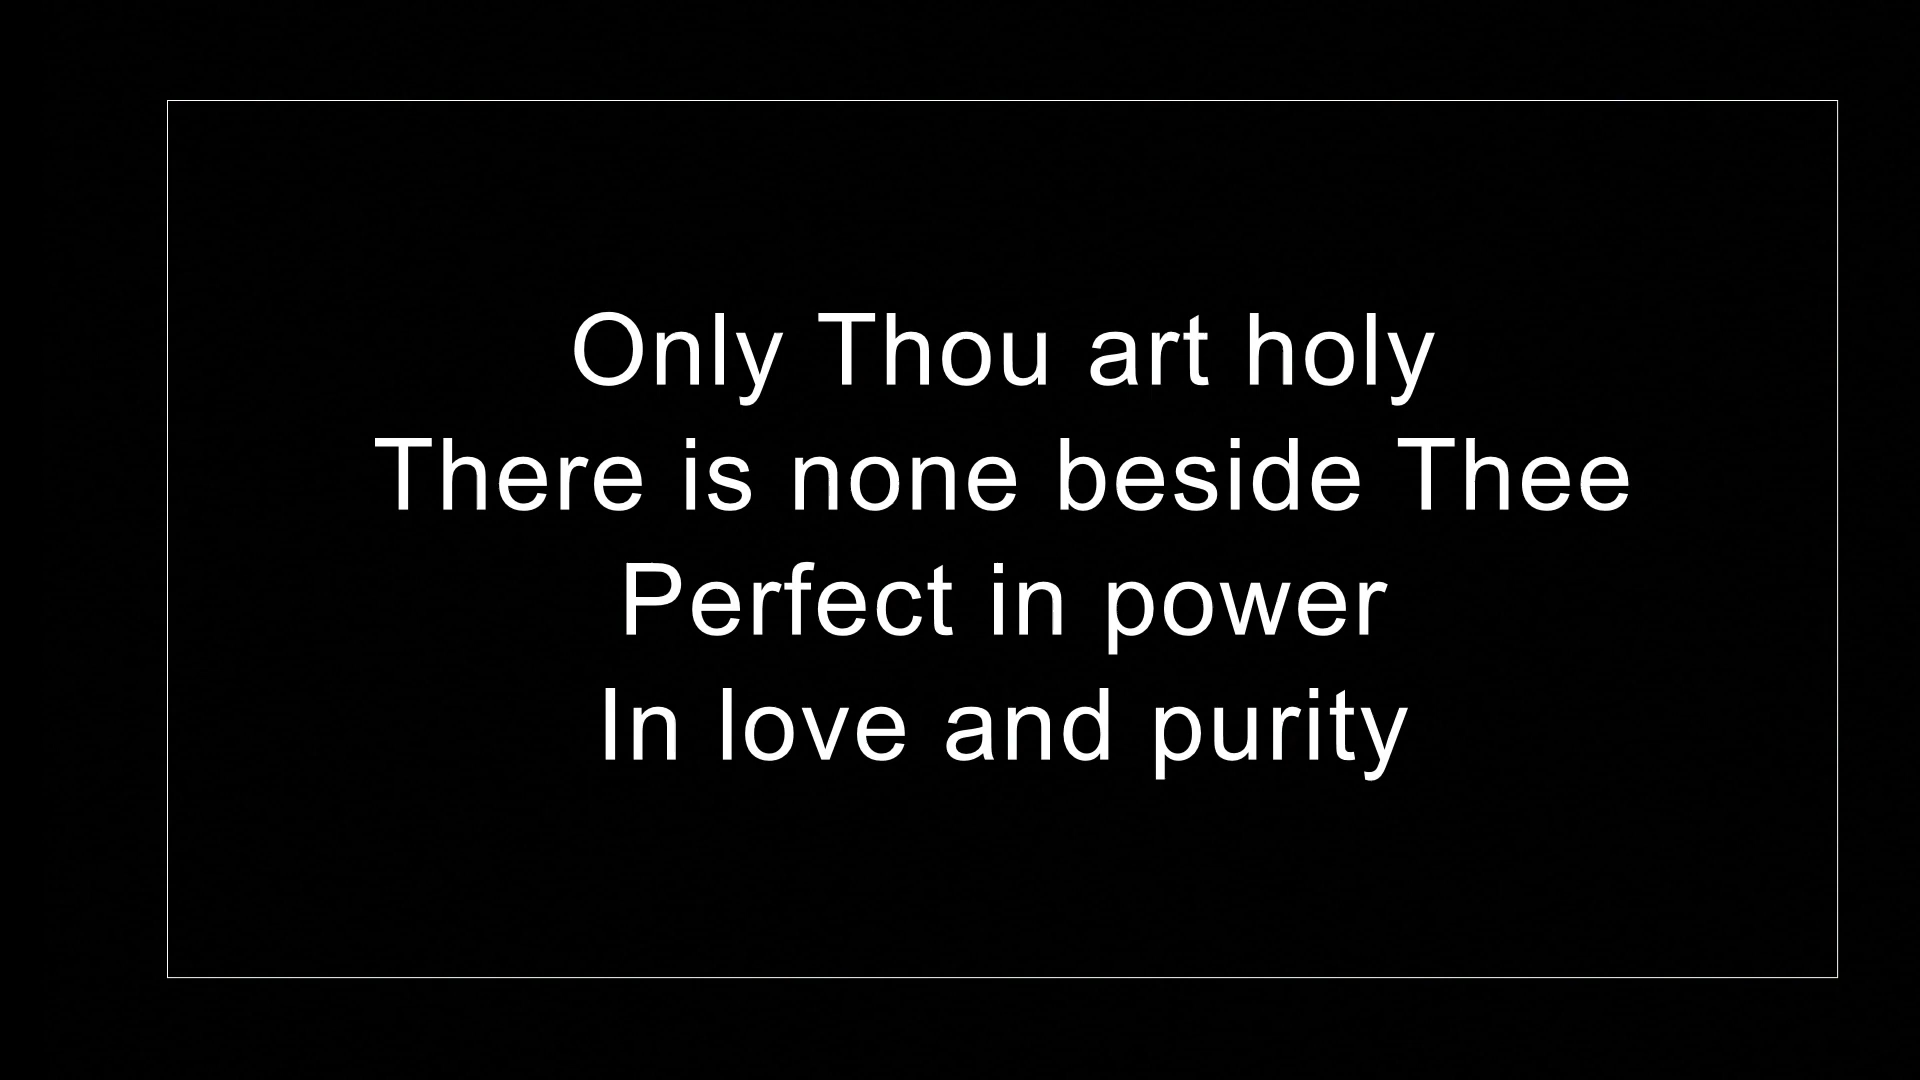 Only Thou art holy
There is none beside Thee
Perfect in power
In love and purity